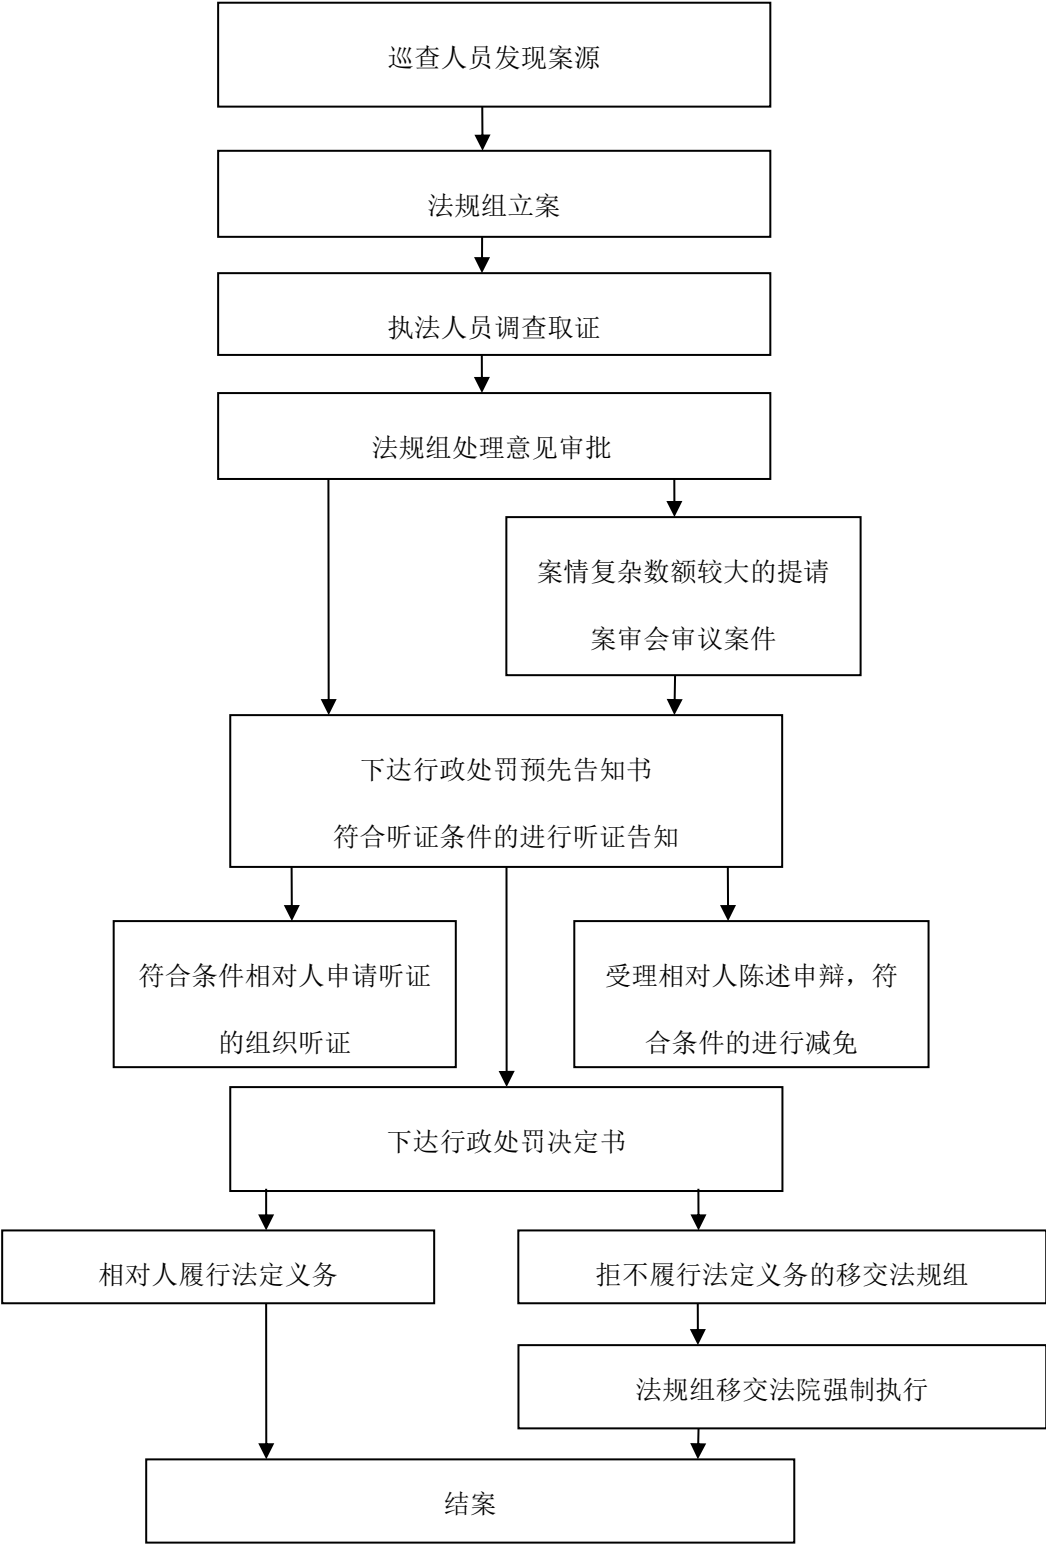 巡查人员发现案源
法规组立案
执法人员调查取证
法规组处理意见审批
案情复杂数额较大的提请
案审会审议案件
下达行政处罚预先告知书
符合听证条件的进行听证告知
符合条件相对人申请听证
的组织听证
受理相对人陈述申辩，符
合条件的进行减免
下达行政处罚决定书
相对人履行法定义务
拒不履行法定义务的移交法规组
法规组移交法院强制执行
结案